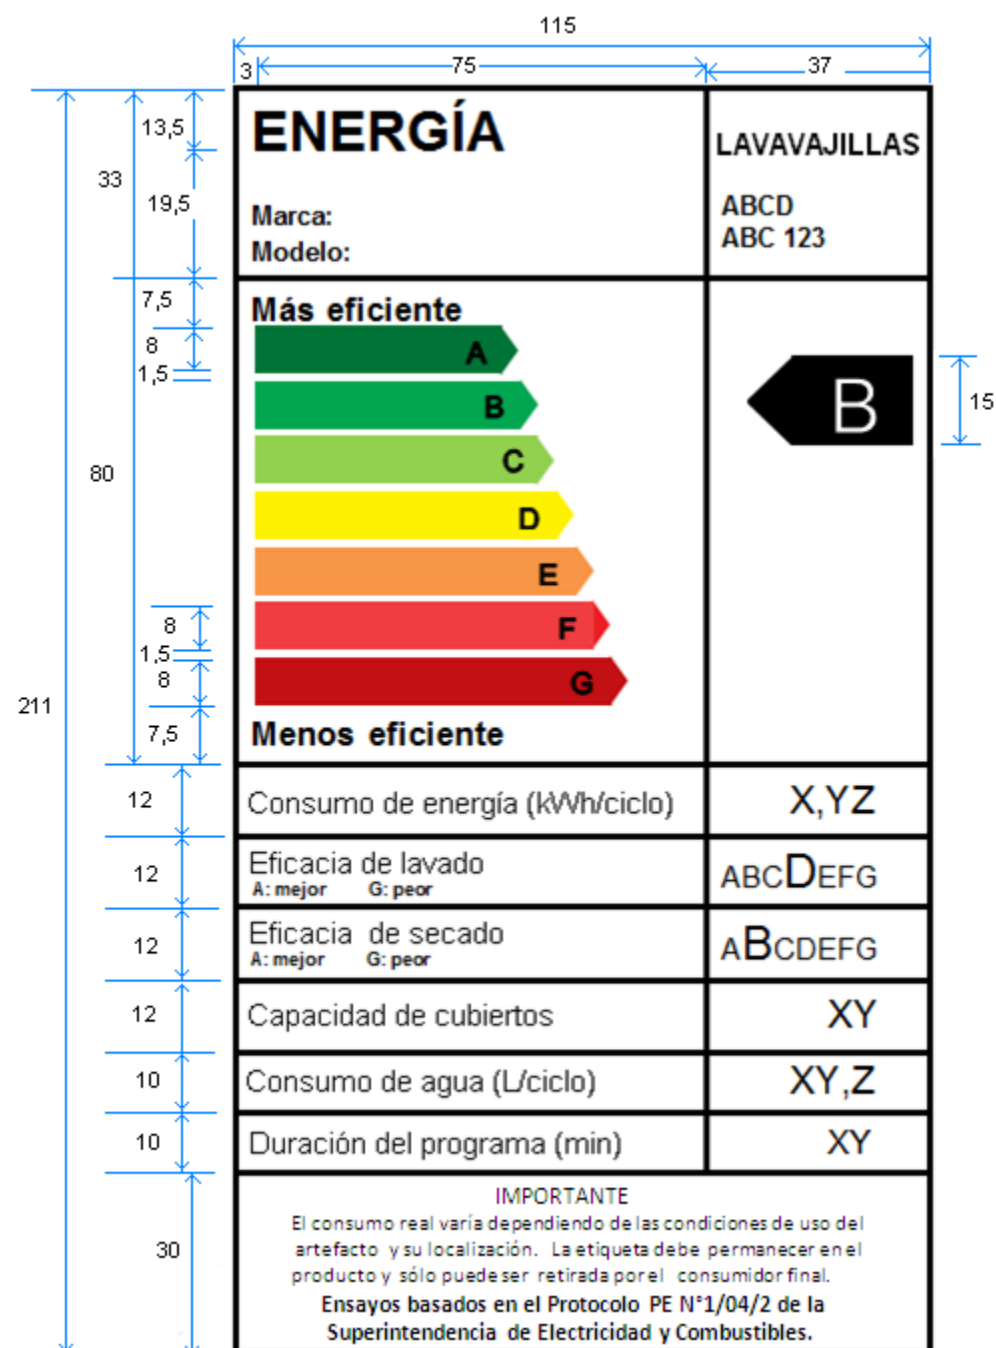 115
3 75 37
13,5
33
19,5
7,5
8
1,5
80
8
1,5
8
211
7,5
12
12
12
12
10
10
30
15
ENERGÍA
LAVAVAJILLAS
Marca:
ABCD
Modelo:
ABC 123
Más eficiente
A
B
C
D
E
F
G
B
Menos eficiente
Consumo de energía (kWh/ciclo) X,YZ
Eficacia de lavado
A: mejor G: peor
ABCDEFG
Eficacia de secado
A: mejor G: peor
ABCDEFG
Capacidad de cubiertos XY
Consumo de agua (L/ciclo) XY,Z
Duración del programa (min) XY
IMPORTANTE
El consumo real varía dependiendo de las condiciones de uso del
artefacto y su localización. La etiqueta debe permanecer en el
producto y sólo puede ser retirada por el consumidor final.
Ensayos basados en el Protocolo PE N°1/04/2 de la
Superintendencia de Electricidad y Combustibles.